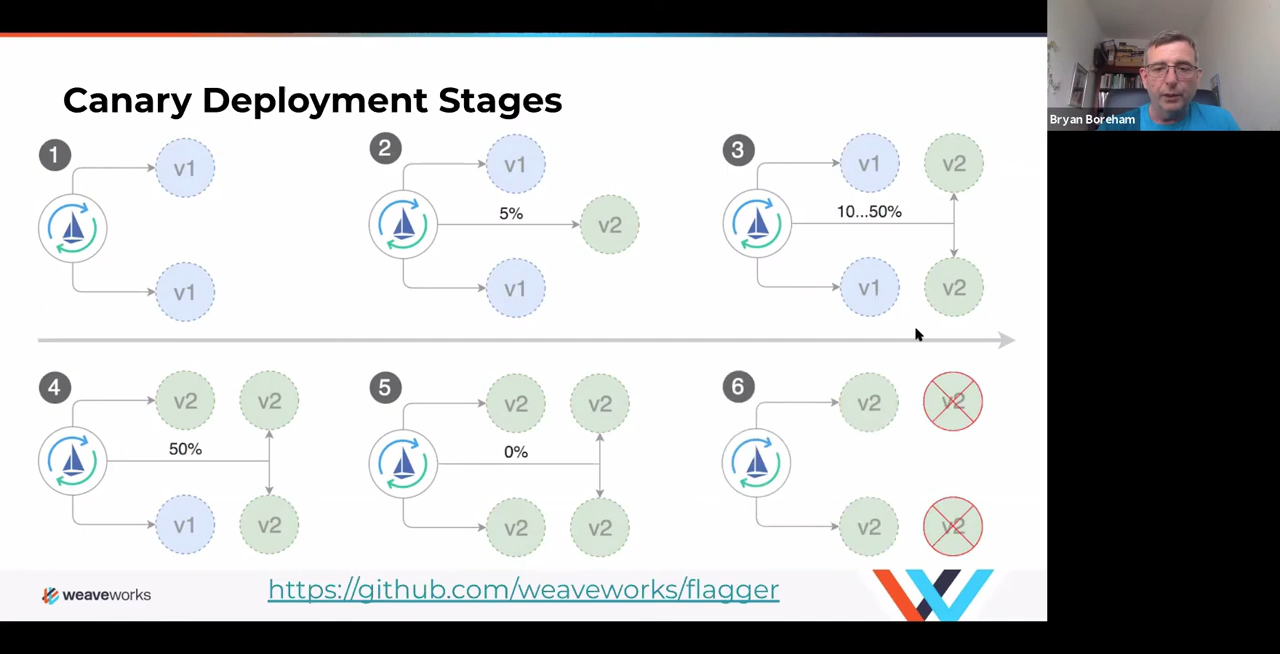 Canary Deployment Stages
Bryan Boreham
1
v1
v1
2
v1
5%
v2
v1
3
v1
v2
10...50%
v1
v2
4
v2
v2
50%
v1
v2
5
v2
v2
0%
v2
v2
6
v2
v2
v2
v2
weaveworks
https://github.com/weaveworks/flagger